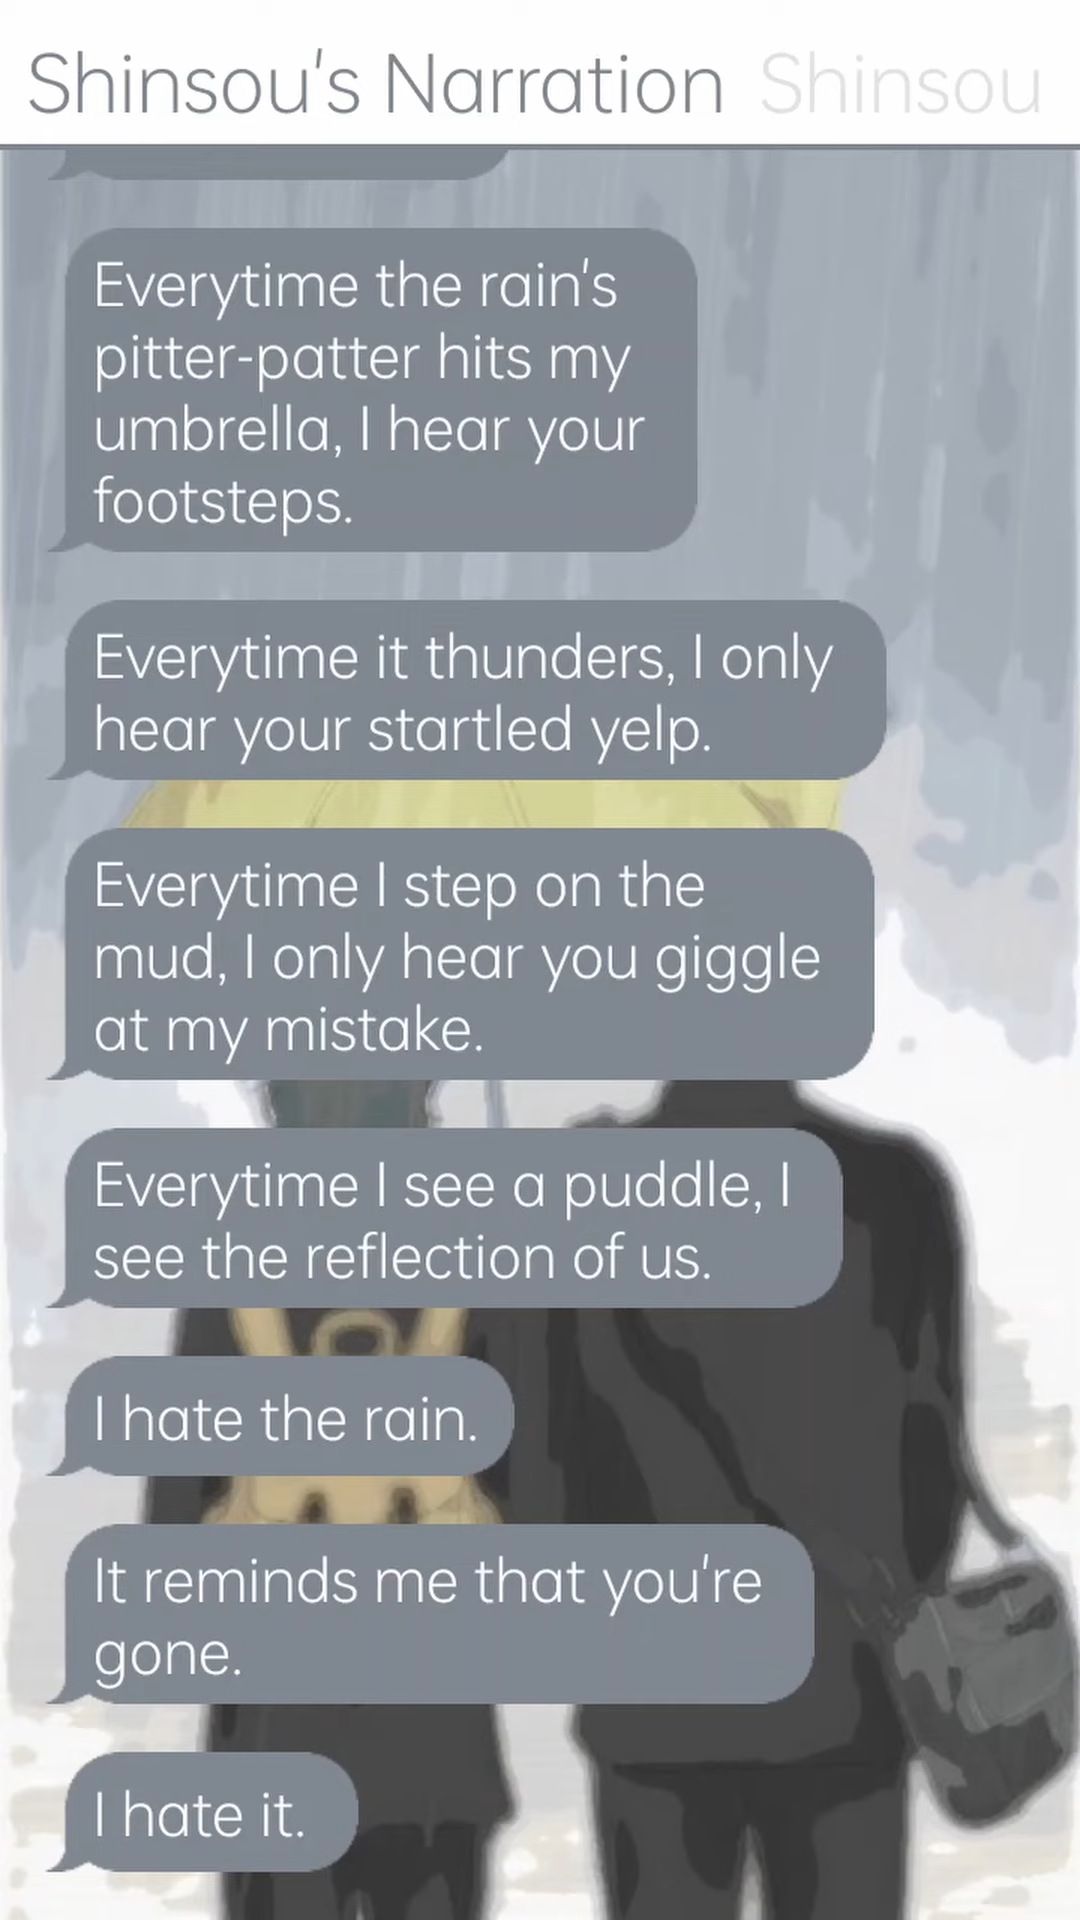 Shinsou's Narration Shinsou
Everytime the rain's
pitter-patter hits my
umbrella, I hear your
footsteps.
Everytime it thunders, I only
hear your startled yelp.
Everytime I step on the
mud, I only hear you giggle
at my mistake.
Everytime I see a puddle, I
see the reflection of us.
I hate the rain.
It reminds me that you're
gone.
I hate it.